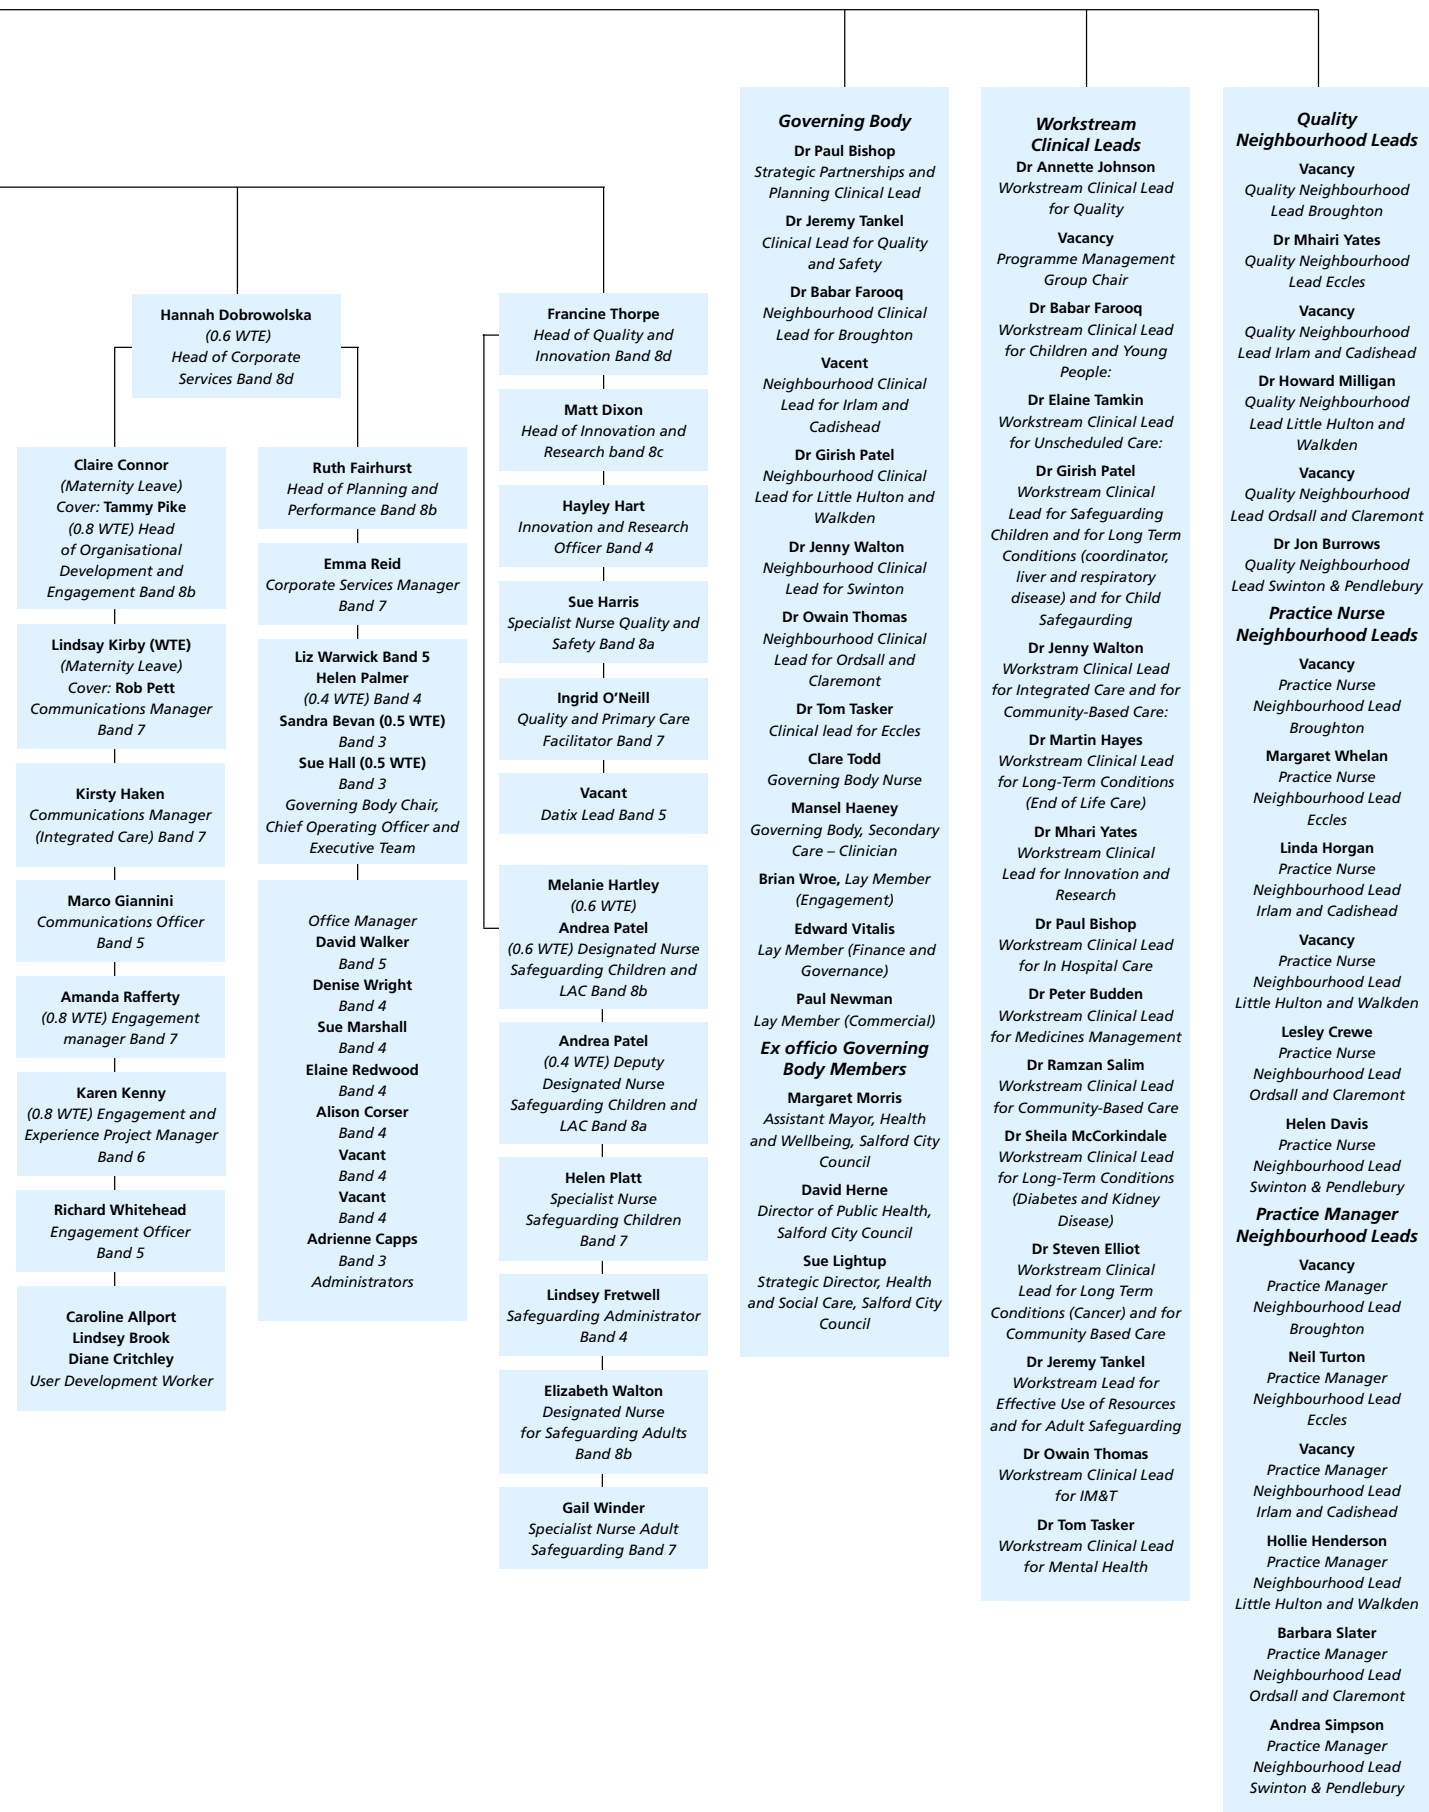 Hannah Dobrowolska
(0.6 WTE)
Head of Corporate
Services Band 8d
Claire Connor
(Maternity Leave)
Cover: Tammy Pike
(0.8 WTE) Head
of Organisational
Development and
Engagement Band 8b
Lindsay Kirby (WTE)
(Maternity Leave)
Cover: Rob Pett
Communications Manager
Band 7
Kirsty Haken
Communications Manager
(Integrated Care) Band 7
Marco Giannini
Communications Officer
Band 5
Amanda Rafferty
(0.8 WTE) Engagement
manager Band 7
Karen Kenny
(0.8 WTE) Engagement and
Experience Project Manager
Band 6
Richard Whitehead
Engagement Officer
Band 5
Caroline Allport
Lindsey Brook
Diane Critchley
User Development Worker
Ruth Fairhurst
Head of Planning and
Performance Band 8b
Emma Reid
Corporate Services Manager
Band 7
Liz Warwick Band 5
Helen Palmer
(0.4 WTE) Band 4
Sandra Bevan (0.5 WTE)
Band 3
Sue Hall (0.5 WTE)
Band 3
Governing Body Chair,
Chief Operating Officer and
Executive Team
Office Manager
David Walker
Band 5
Denise Wright
Band 4
Sue Marshall
Band 4
Elaine Redwood
Band 4
Alison Corser
Band 4
Vacant
Band 4
Vacant
Band 4
Adrienne Capps
Band 3
Administrators
Francine Thorpe
Head of Quality and
Innovation Band 8d
Matt Dixon
Head of Innovation and
Research band 8c
Hayley Hart
Innovation and Research
Officer Band 4
Sue Harris
Specialist Nurse Quality and
Safety Band 8a
Ingrid O’Neill
Quality and Primary Care
Facilitator Band 7
Vacant
Datix Lead Band 5
Melanie Hartley
(0.6 WTE)
Andrea Patel
(0.6 WTE) Designated Nurse
Safeguarding Children and
LAC Band 8b
Andrea Patel
(0.4 WTE) Deputy
Designated Nurse
Safeguarding Children and
LAC Band 8a
Helen Platt
Specialist Nurse
Safeguarding Children
Band 7
Lindsey Fretwell
Safeguarding Administrator
Band 4
Elizabeth Walton
Designated Nurse
for Safeguarding Adults
Band 8b
Gail Winder
Specialist Nurse Adult
Safeguarding Band 7
Governing Body
Dr Paul Bishop
Strategic Partnerships and
Planning Clinical Lead
Dr Jeremy Tankel
Clinical Lead for Quality
and Safety
Dr Babar Farooq
Neighbourhood Clinical
Lead for Broughton
Vacent
Neighbourhood Clinical
Lead for Irlam and
Cadishead
Dr Girish Patel
Neighbourhood Clinical
Lead for Little Hulton and
Walkden
Dr Jenny Walton
Neighbourhood Clinical
Lead for Swinton
Dr Owain Thomas
Neighbourhood Clinical
Lead for Ordsall and
Claremont
Dr Tom Tasker
Clinical lead for Eccles
Clare Todd
Governing Body Nurse
Mansel Haeney
Governing Body, Secondary
Care – Clinician
Brian Wroe, Lay Member
(Engagement)
Edward Vitalis
Lay Member (Finance and
Governance)
Paul Newman
Lay Member (Commercial)
Ex officio Governing
Body Members
Margaret Morris
Assistant Mayor, Health
and Wellbeing, Salford City
Council
David Herne
Director of Public Health,
Salford City Council
Sue Lightup
Strategic Director, Health
and Social Care, Salford City
Council
Workstream
Clinical Leads
Dr Annette Johnson
Workstream Clinical Lead
for Quality
Vacancy
Programme Management
Group Chair
Dr Babar Farooq
Workstream Clinical Lead
for Children and Young
People:
Dr Elaine Tamkin
Workstream Clinical Lead
for Unscheduled Care:
Dr Girish Patel
Workstream Clinical
Lead for Safeguarding
Children and for Long Term
Conditions (coordinator,
liver and respiratory
disease) and for Child
Safegaurding
Dr Jenny Walton
Workstram Clinical Lead
for Integrated Care and for
Community-Based Care:
Dr Martin Hayes
Workstream Clinical Lead
for Long-Term Conditions
(End of Life Care)
Dr Mhari Yates
Workstream Clinical
Lead for Innovation and
Research
Dr Paul Bishop
Workstream Clinical Lead
for In Hospital Care
Dr Peter Budden
Workstream Clinical Lead
for Medicines Management
Dr Ramzan Salim
Workstream Clinical Lead
for Community-Based Care
Dr Sheila McCorkindale
Workstream Clinical Lead
for Long-Term Conditions
(Diabetes and Kidney
Disease)
Dr Steven Elliot
Workstream Clinical
Lead for Long Term
Conditions (Cancer) and for
Community Based Care
Dr Jeremy Tankel
Workstream Lead for
Effective Use of Resources
and for Adult Safeguarding
Dr Owain Thomas
Workstream Clinical Lead
for IM&T
Dr Tom Tasker
Workstream Clinical Lead
for Mental Health
Quality
Neighbourhood Leads
Vacancy
Quality Neighbourhood
Lead Broughton
Dr Mhairi Yates
Quality Neighbourhood
Lead Eccles
Vacancy
Quality Neighbourhood
Lead Irlam and Cadishead
Dr Howard Milligan
Quality Neighbourhood
Lead Little Hulton and
Walkden
Vacancy
Quality Neighbourhood
Lead Ordsall and Claremont
Dr Jon Burrows
Quality Neighbourhood
Lead Swinton & Pendlebury
Practice Nurse
Neighbourhood Leads
Vacancy
Practice Nurse
Neighbourhood Lead
Broughton
Margaret Whelan
Practice Nurse
Neighbourhood Lead
Eccles
Linda Horgan
Practice Nurse
Neighbourhood Lead
Irlam and Cadishead
Vacancy
Practice Nurse
Neighbourhood Lead
Little Hulton and Walkden
Lesley Crewe
Practice Nurse
Neighbourhood Lead
Ordsall and Claremont
Helen Davis
Practice Nurse
Neighbourhood Lead
Swinton & Pendlebury
Practice Manager
Neighbourhood Leads
Vacancy
Practice Manager
Neighbourhood Lead
Broughton
Neil Turton
Practice Manager
Neighbourhood Lead
Eccles
Vacancy
Practice Manager
Neighbourhood Lead
Irlam and Cadishead
Hollie Henderson
Practice Manager
Neighbourhood Lead
Little Hulton and Walkden
Barbara Slater
Practice Manager
Neighbourhood Lead
Ordsall and Claremont
Andrea Simpson
Practice Manager
Neighbourhood Lead
Swinton & Pendlebury